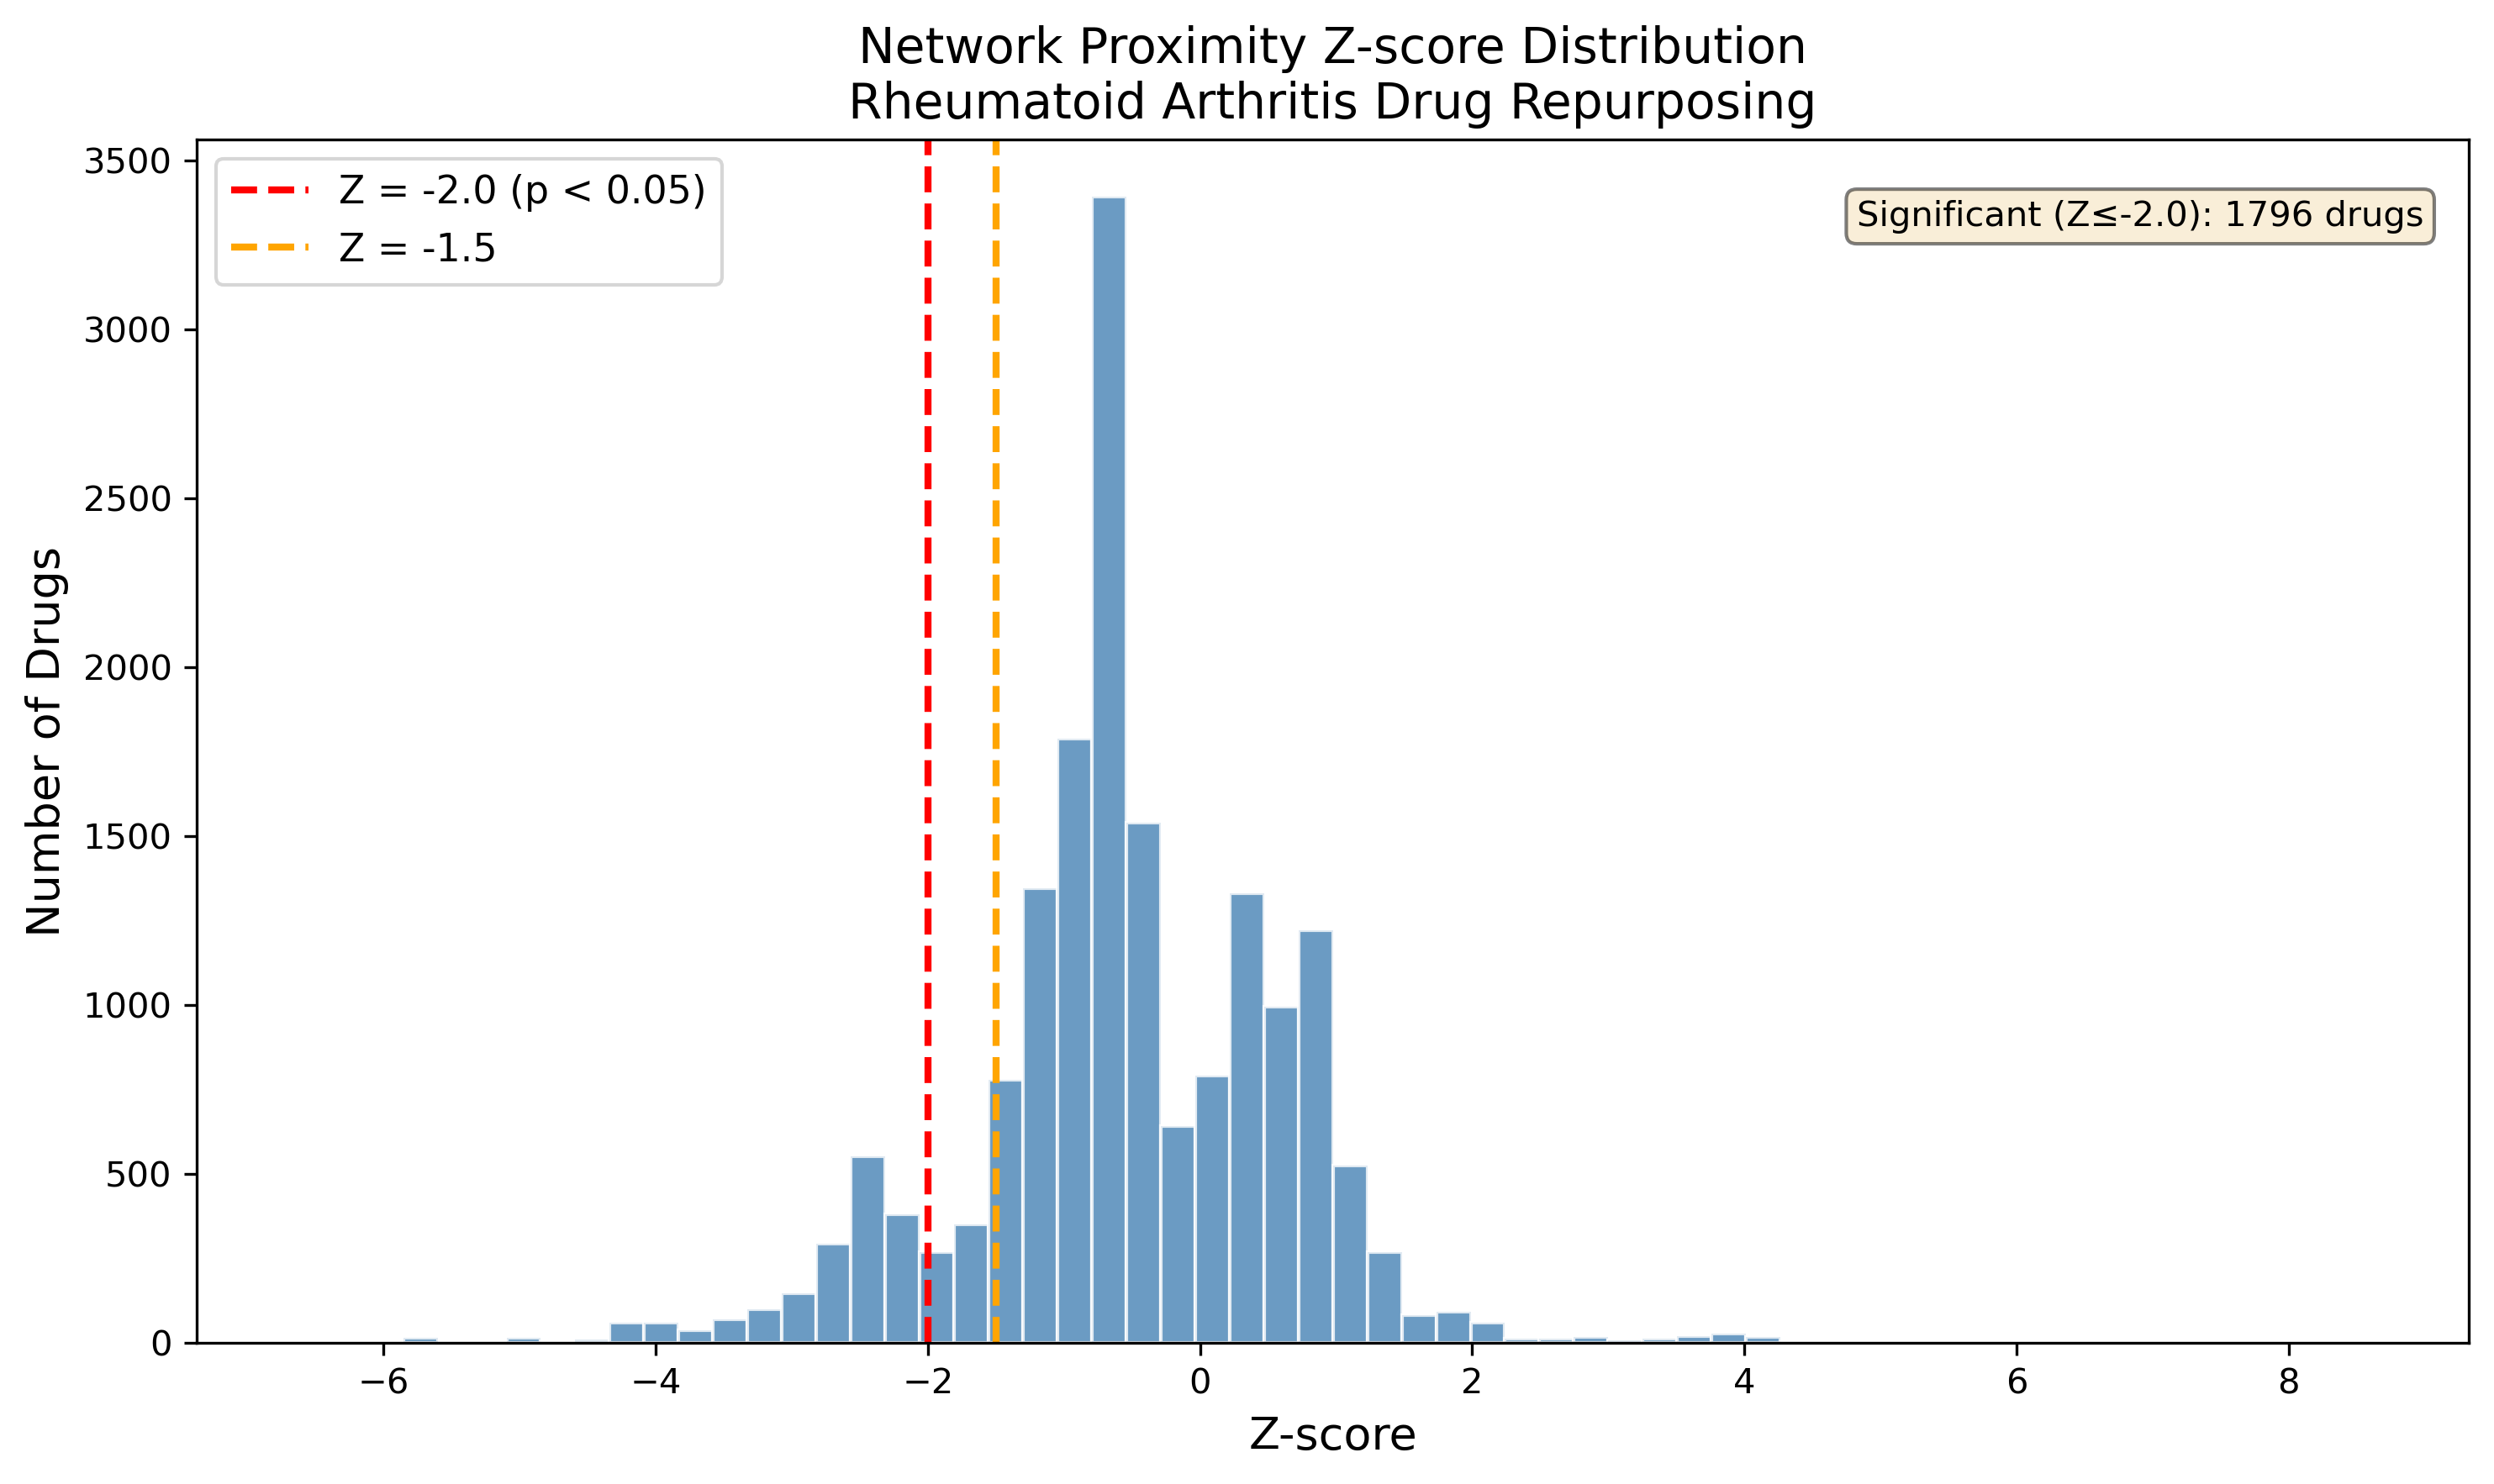 Network Proximity Z-score Distribution
Rheumatoid Arthritis Drug Repurposing
Z = -2.0 (p < 0.05)
Z = -1.5
Significant (Z≤-2.0): 1796 drugs
Number of Drugs
3500
3000
2500
2000
1500
1000
500
0
−6 −4 −2 0 2 4 6 8
Z-score